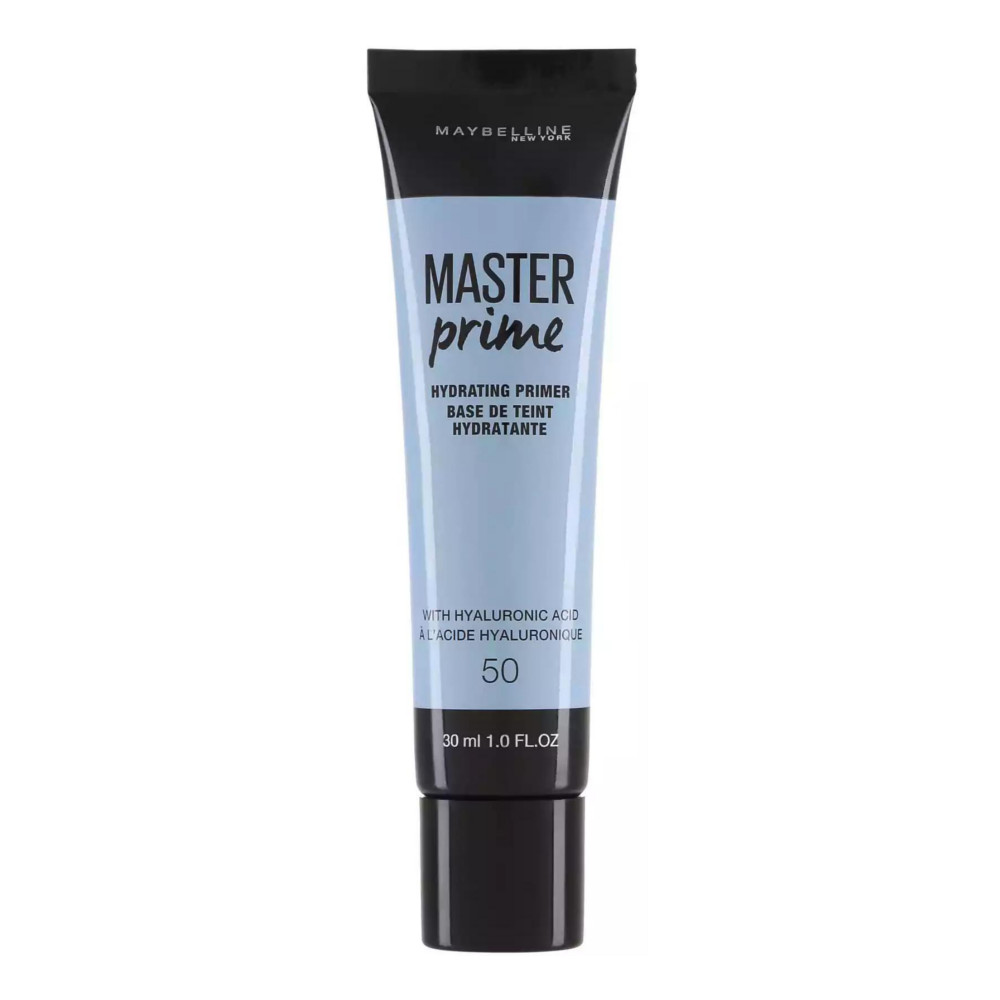 MAYBELLINE
NEW YORK
MASTER
prime
HYDRATING PRIMER
BASE DE TEINT
HYDRATANTE
WITH HYALURONIC ACID
À L'ACIDE HYALURONIQUE
50
30 ml 1.0 FL.OZ